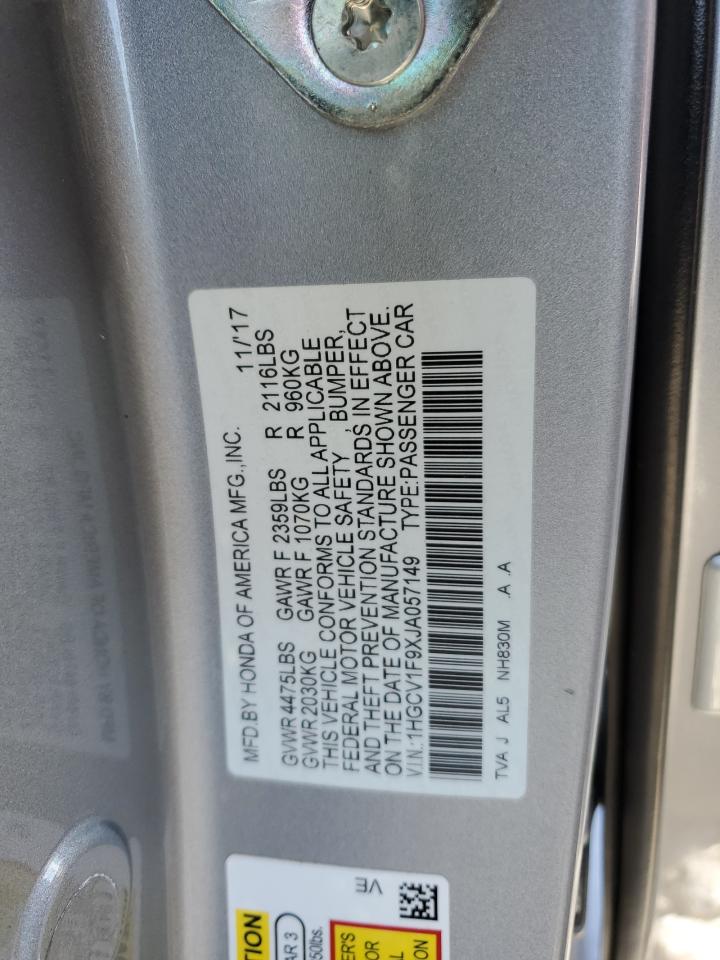 MFD.BY HONDA OF AMERICA MFG.,INC. 11/'17
GVWR 4475LBS GAWR F 2359LBS R 2116LBS
GVWR 2030KG GAWR F 1070KG R 960KG
THIS VEHICLE CONFORMS TO ALL APPLICABLE
FEDERAL MOTOR VEHICLE SAFETY, BUMPER,
AND THEFT PREVENTION STANDARDS IN EFFECT
ON THE DATE OF MANUFACTURE SHOWN ABOVE.
V.I.N.:1HGCV1F9XJA057149 TYPE:PASSENGER CAR
TVA J AL5 NH830M .A .A
VE